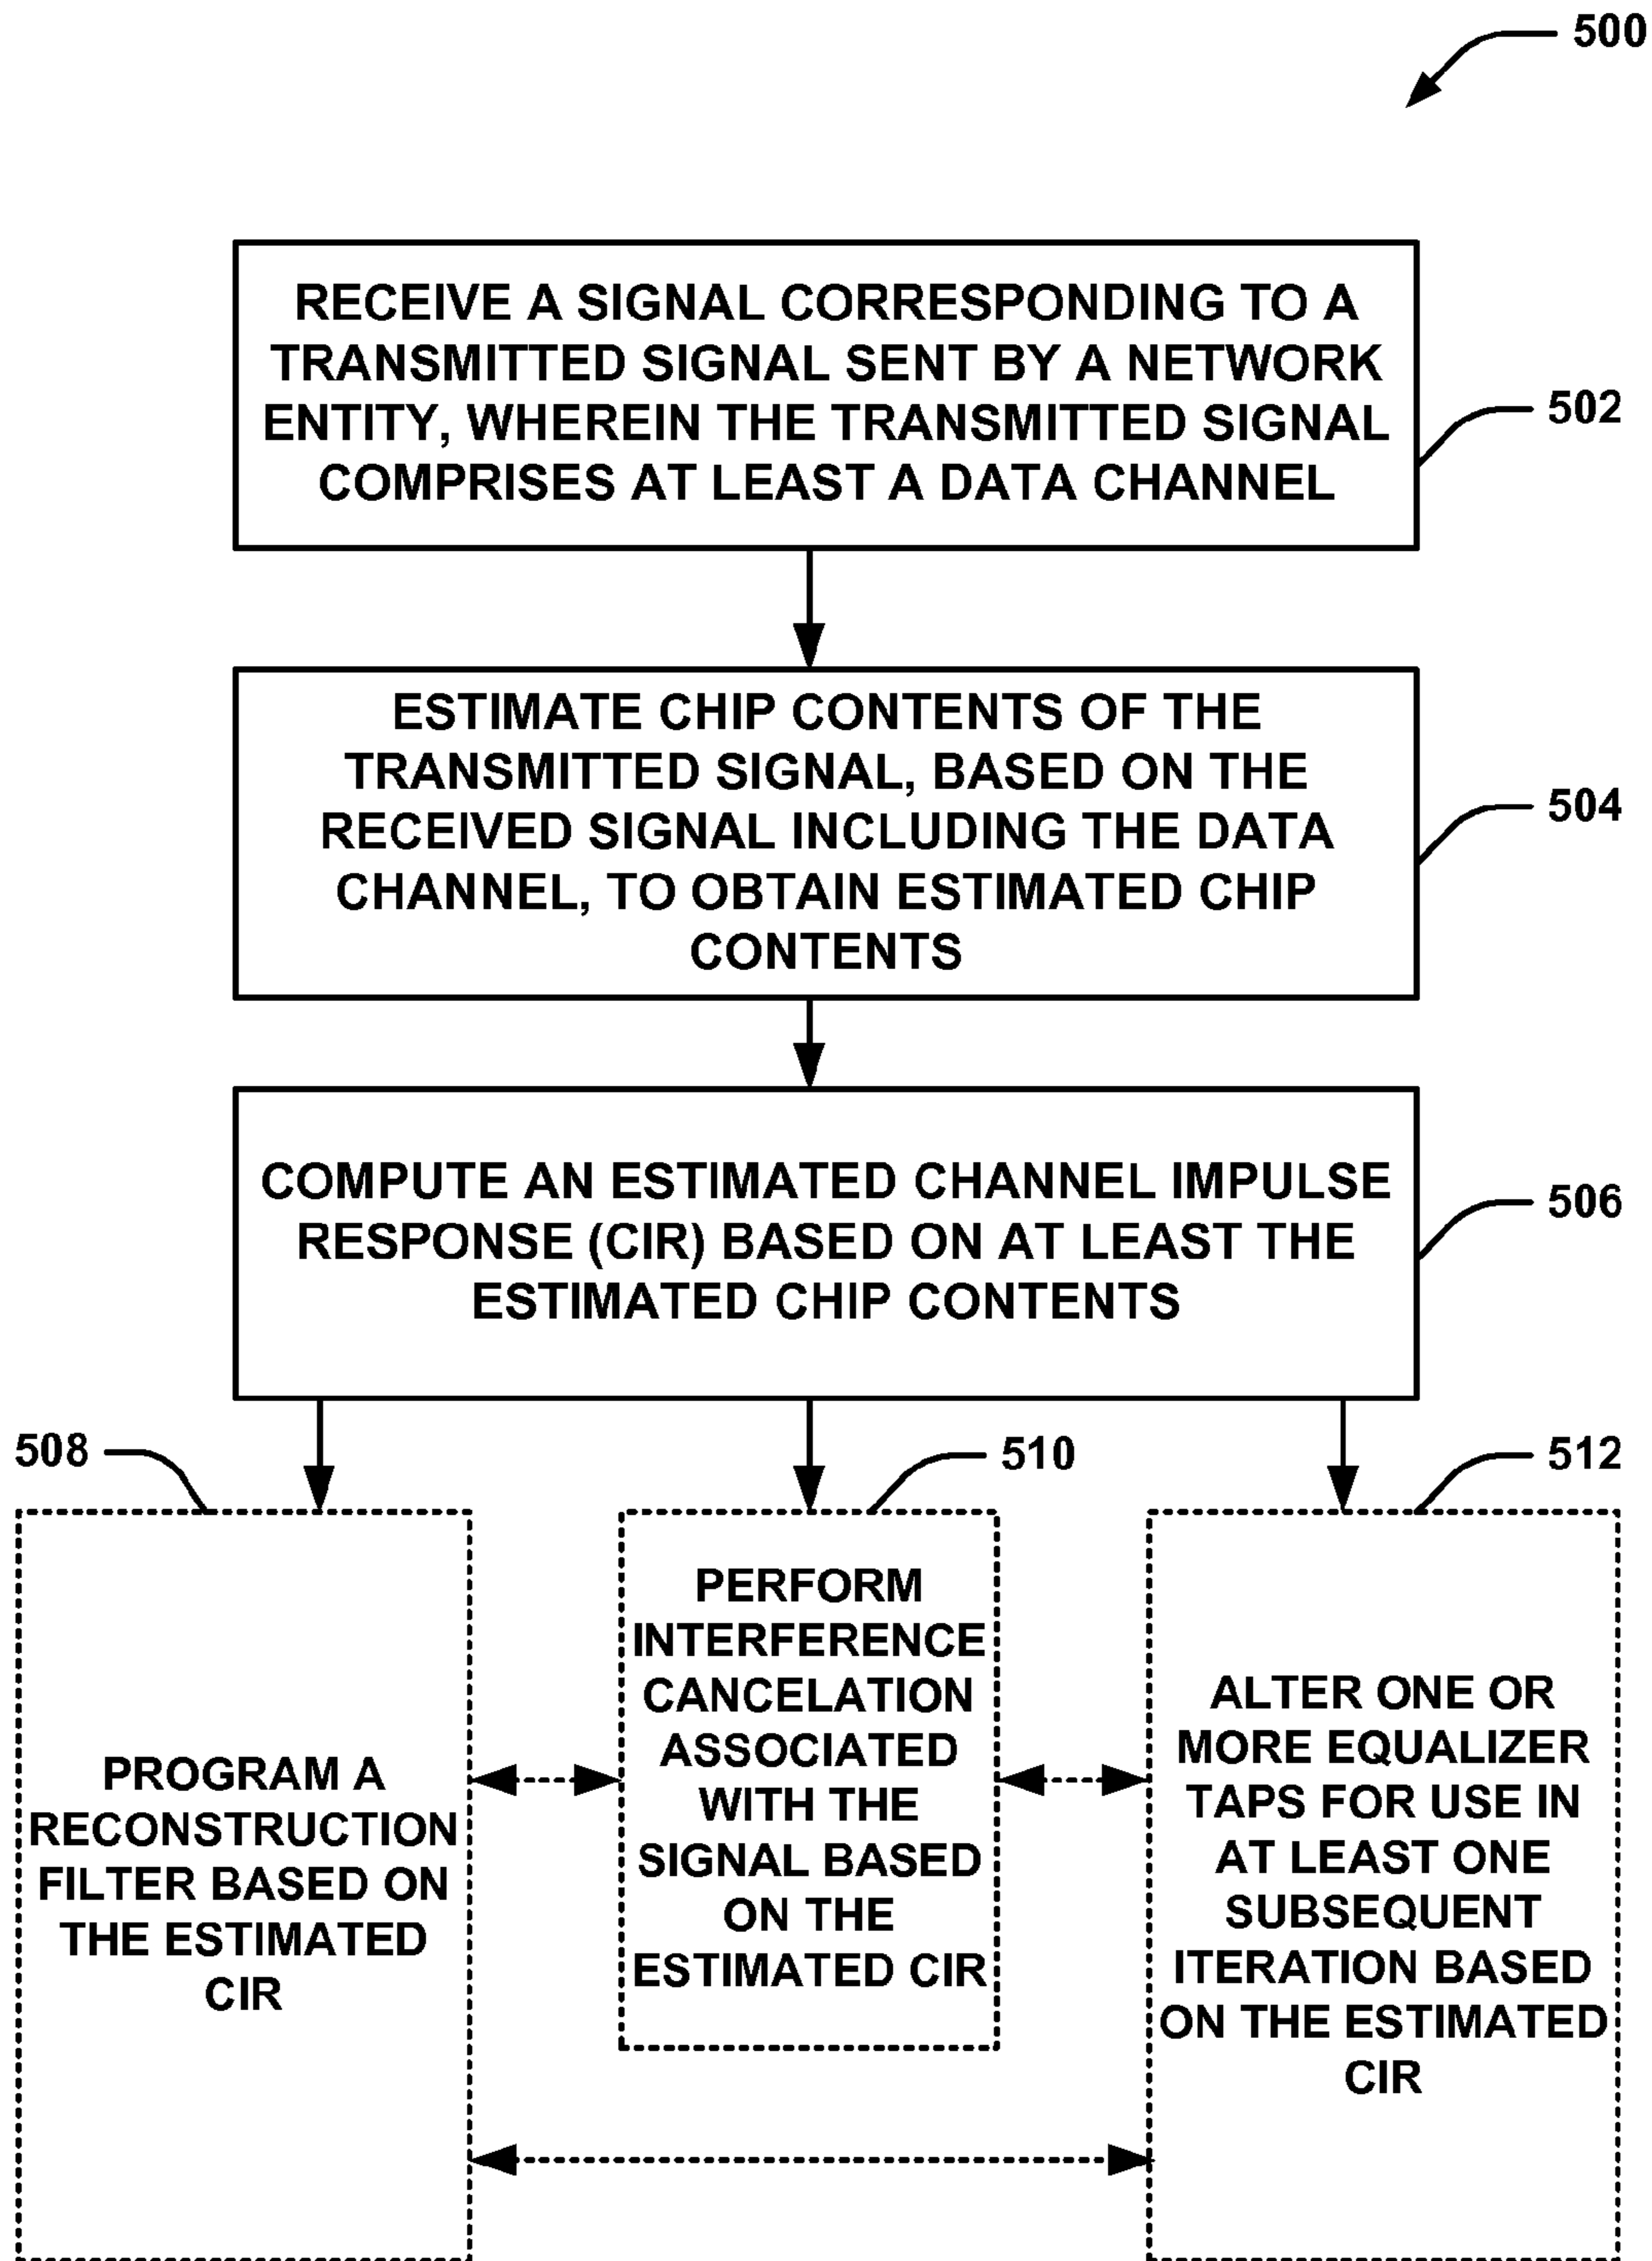 500
RECEIVE A SIGNAL CORRESPONDING TO A
TRANSMITTED SIGNAL SENT BY A NETWORK
ENTITY, WHEREIN THE TRANSMITTED SIGNAL
COMPRISES AT LEAST A DATA CHANNEL
502
ESTIMATE CHIP CONTENTS OF THE
TRANSMITTED SIGNAL, BASED ON THE
RECEIVED SIGNAL INCLUDING THE DATA
CHANNEL, TO OBTAIN ESTIMATED CHIP
CONTENTS
504
COMPUTE AN ESTIMATED CHANNEL IMPULSE
RESPONSE (CIR) BASED ON AT LEAST THE
ESTIMATED CHIP CONTENTS
506
508
PROGRAM A
RECONSTRUCTION
FILTER BASED ON
THE ESTIMATED
CIR
510
PERFORM
INTERFERENCE
CANCELATION
ASSOCIATED
WITH THE
SIGNAL BASED
ON THE
ESTIMATED CIR
512
ALTER ONE OR
MORE EQUALIZER
TAPS FOR USE IN
AT LEAST ONE
SUBSEQUENT
ITERATION BASED
ON THE ESTIMATED
CIR